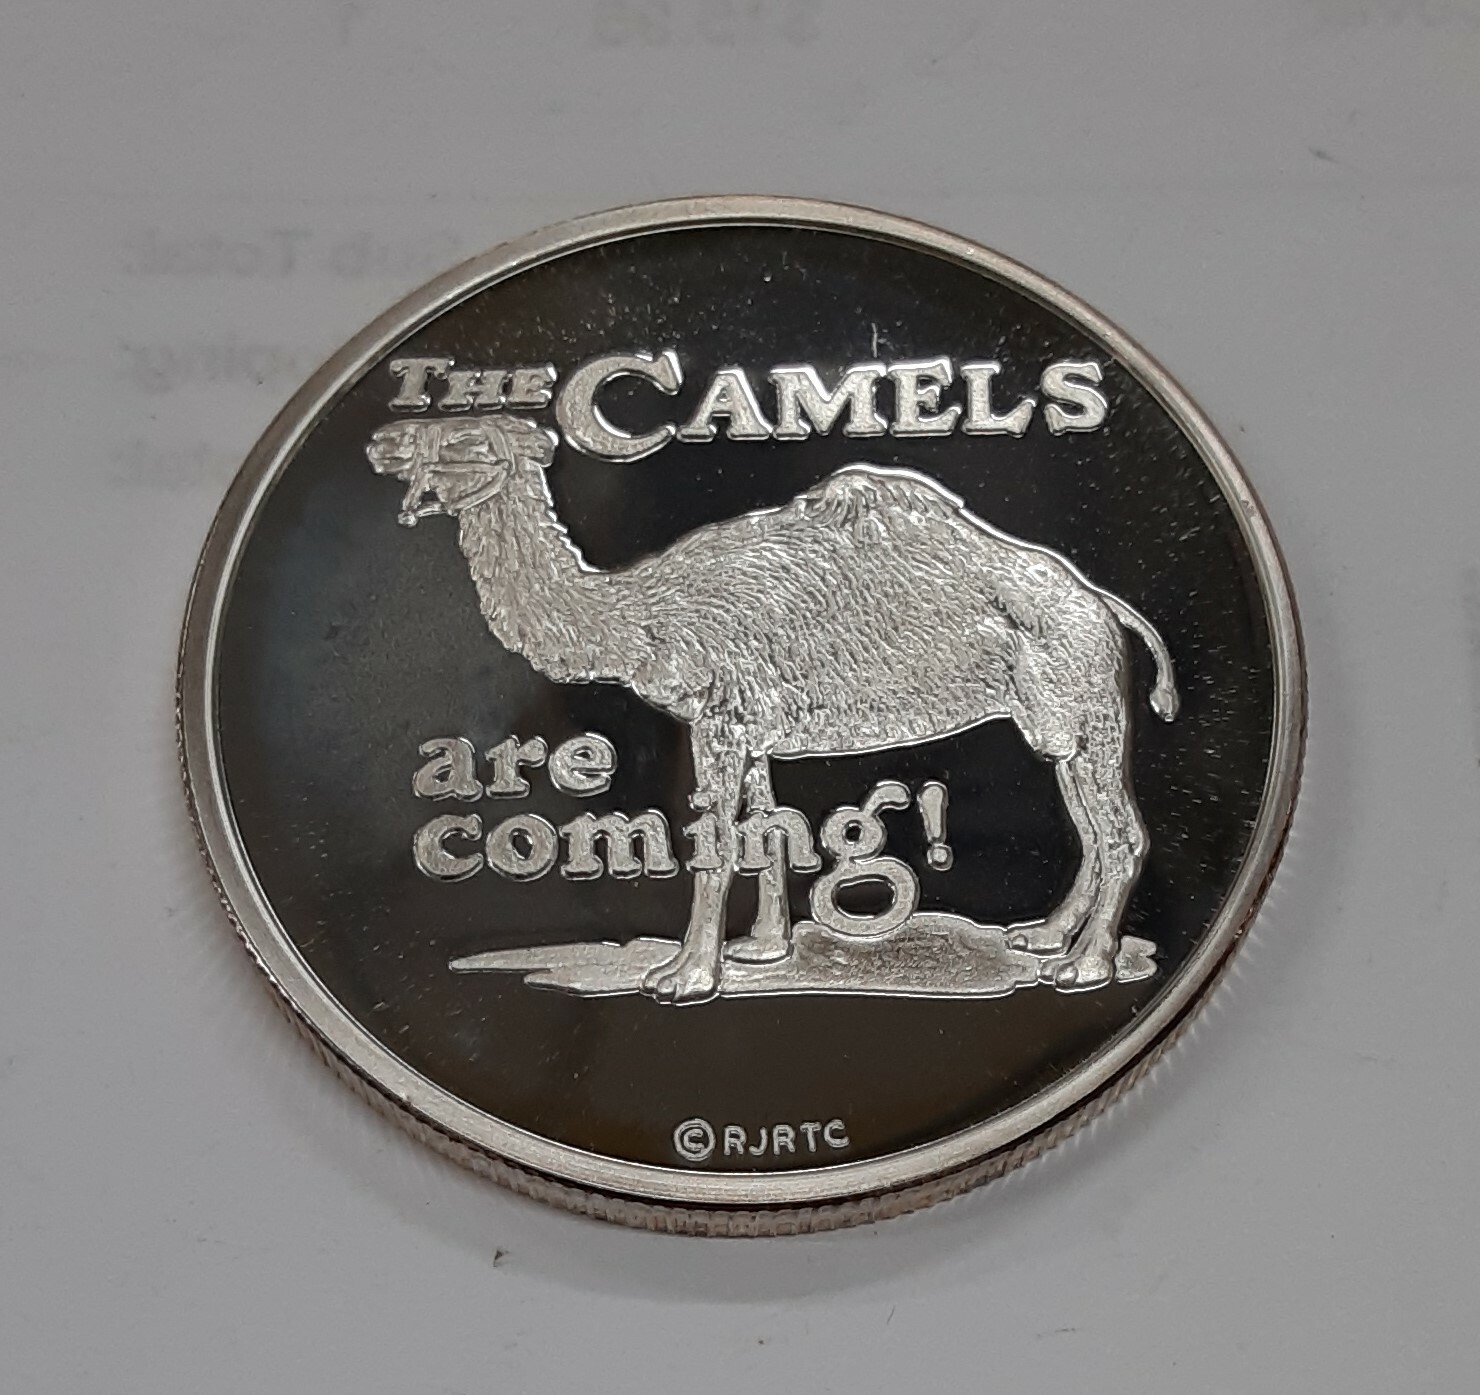 THE CAMELS
are
coming!
© RJRTC